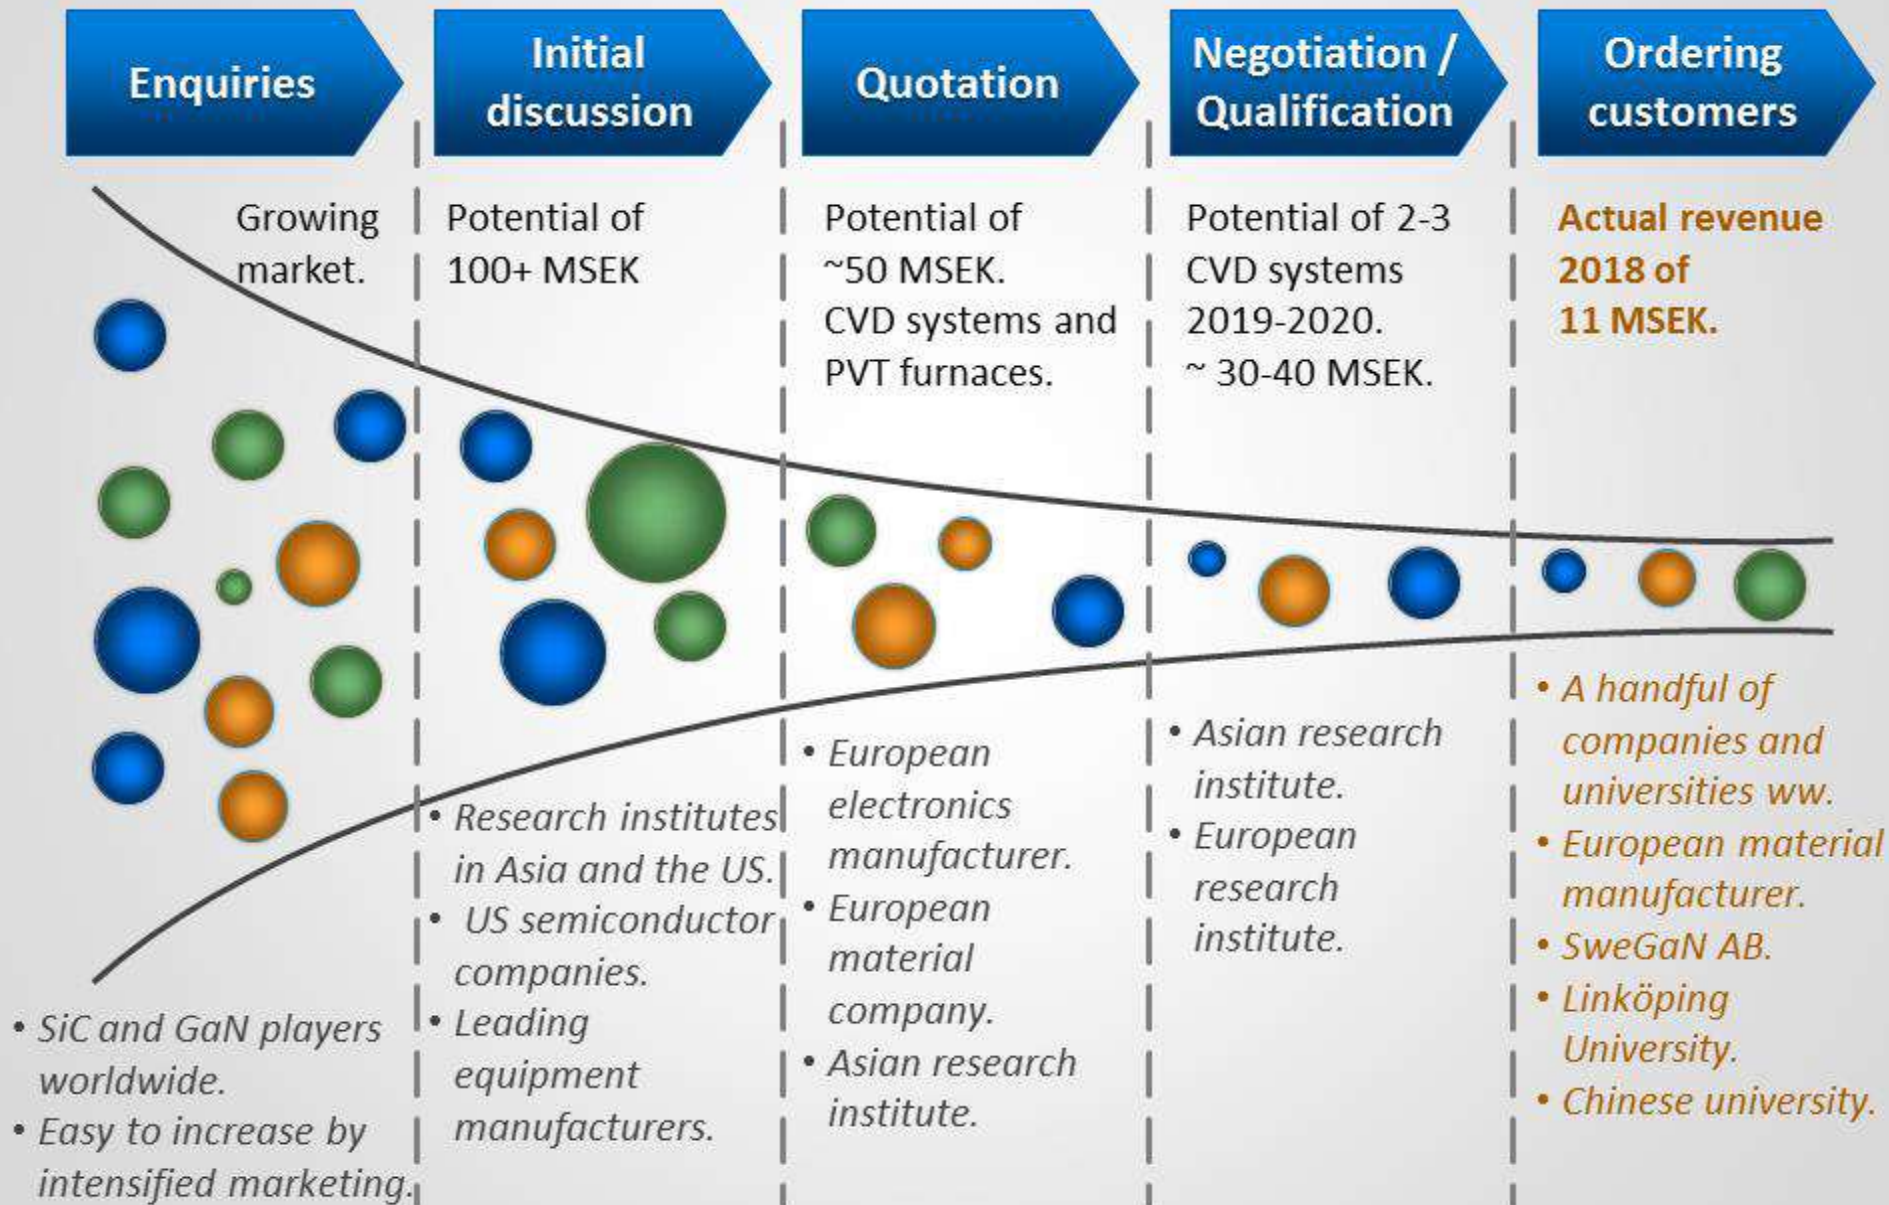 Enquiries
Initial
discussion
Quotation
Negotiation /
Qualification
Ordering
customers
Growing
market.
Potential of
100+ MSEK
Potential of
~50 MSEK.
CVD systems and
PVT furnaces.
Potential of 2-3
CVD systems
2019-2020.
~ 30-40 MSEK.
Actual revenue
2018 of
11 MSEK.
• SiC and GaN players
worldwide.
• Easy to increase by
intensified marketing.
• Research institutes
in Asia and the US.
• US semiconductor
companies.
• Leading
equipment
manufacturers.
• European
electronics
manufacturer.
• European
material
company.
• Asian research
institute.
• Asian research
institute.
• European
research
institute.
• A handful of
companies and
universities ww.
• European material
manufacturer.
• SweGaN AB.
• Linköping
University.
• Chinese university.